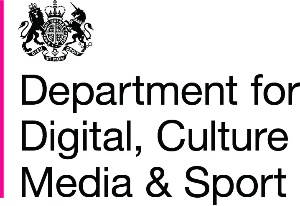 Department for
Digital, Culture
Media & Sport